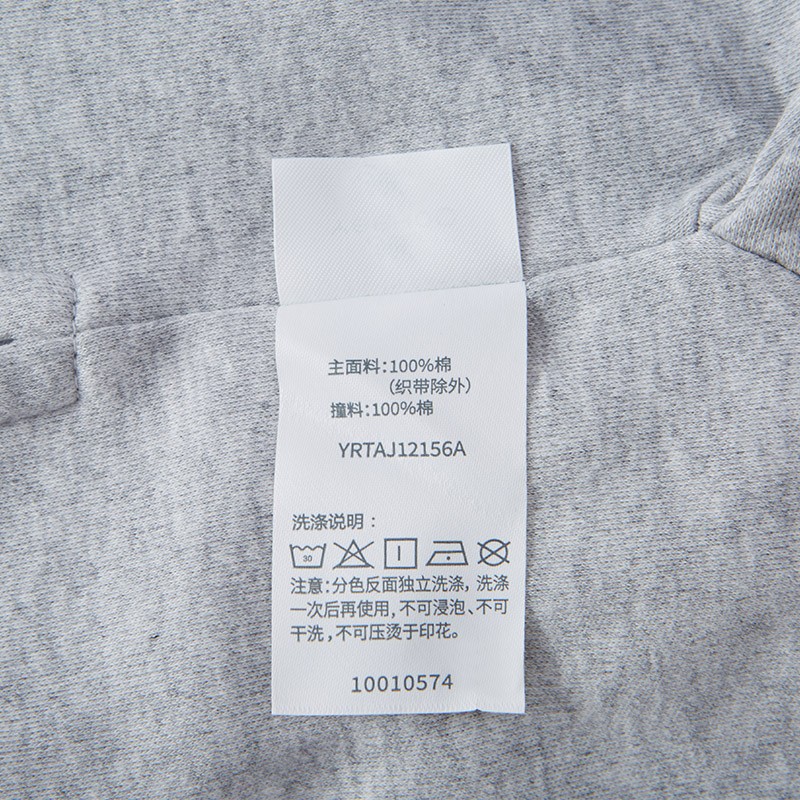 主面料:100%棉
(织带除外)
撞料:100%棉
YRTAJ12156A
洗涤说明:
30
注意:分色反面独立洗涤, 洗涤
一次后再使用, 不可浸泡、不可
干洗, 不可压烫于印花。
10010574